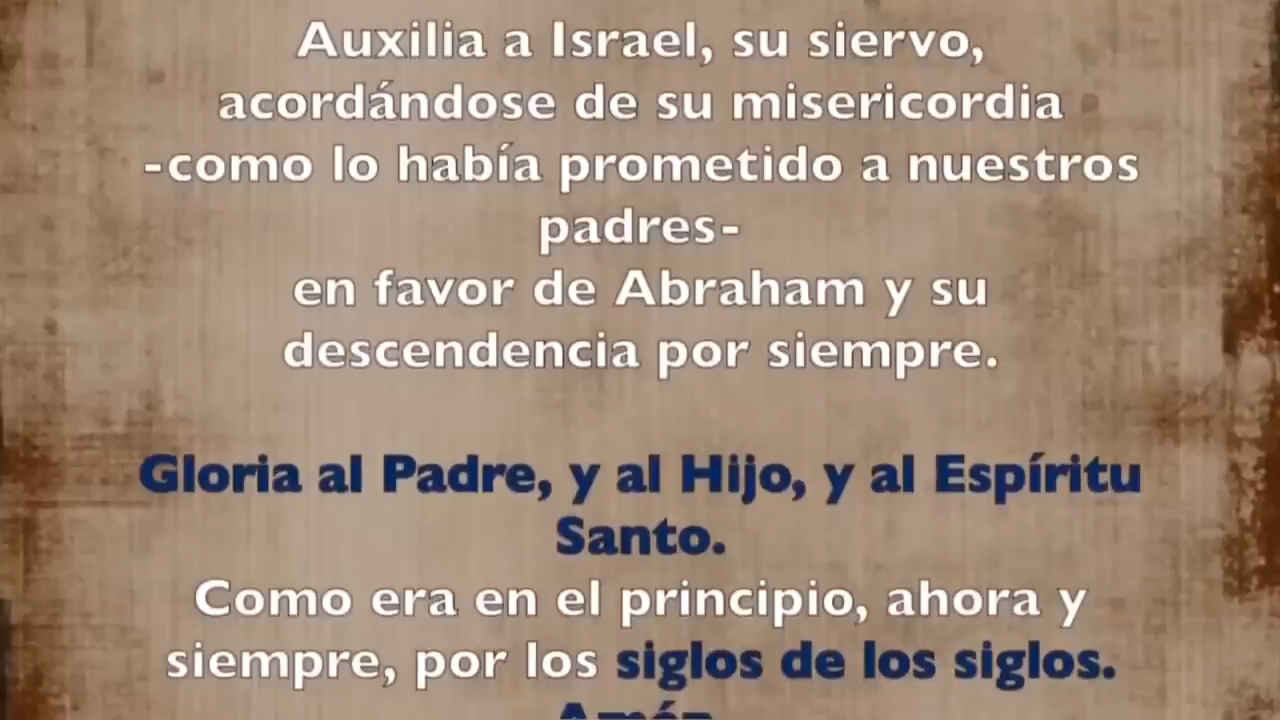 Auxilia a Israel, su siervo,
acordándose de su misericordia
-como lo había prometido a nuestros
padres-
en favor de Abraham y su
descendencia por siempre.
Gloria al Padre, y al Hijo, y al Espíritu
Santo.
Como era en el principio, ahora y
siempre, por los siglos de los siglos.
Amén